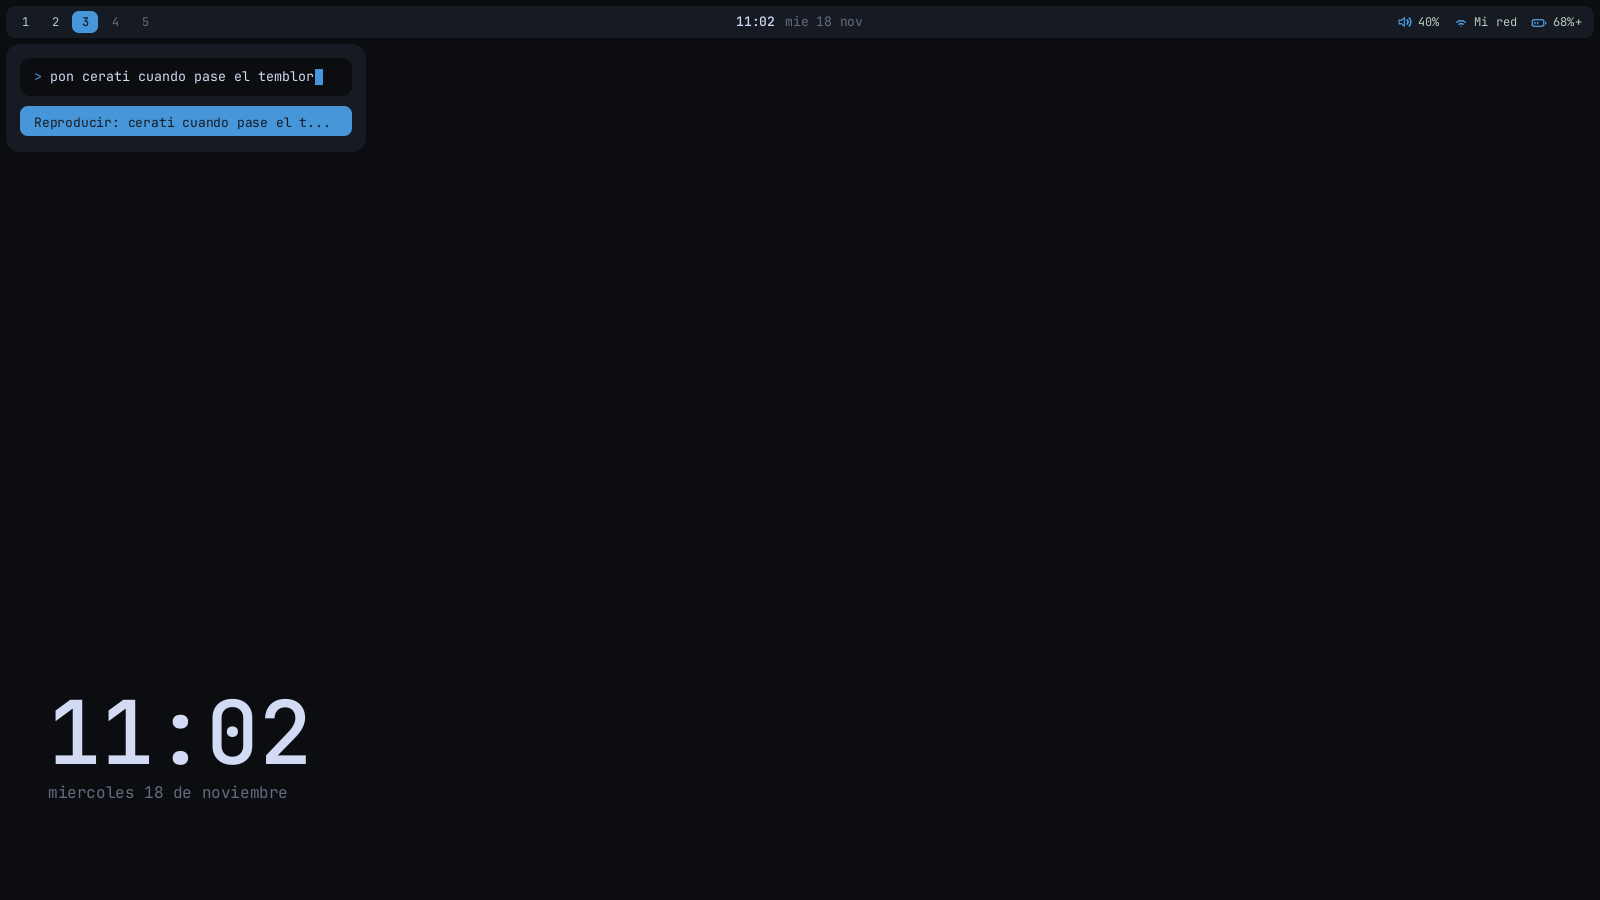 1 2 3 4 5 11:02 mie 18 nov 40% Mi red 68%+
> pon cerati cuando pase el temblor
Reproducir: cerati cuando pase el t...
11:02
miercoles 18 de noviembre